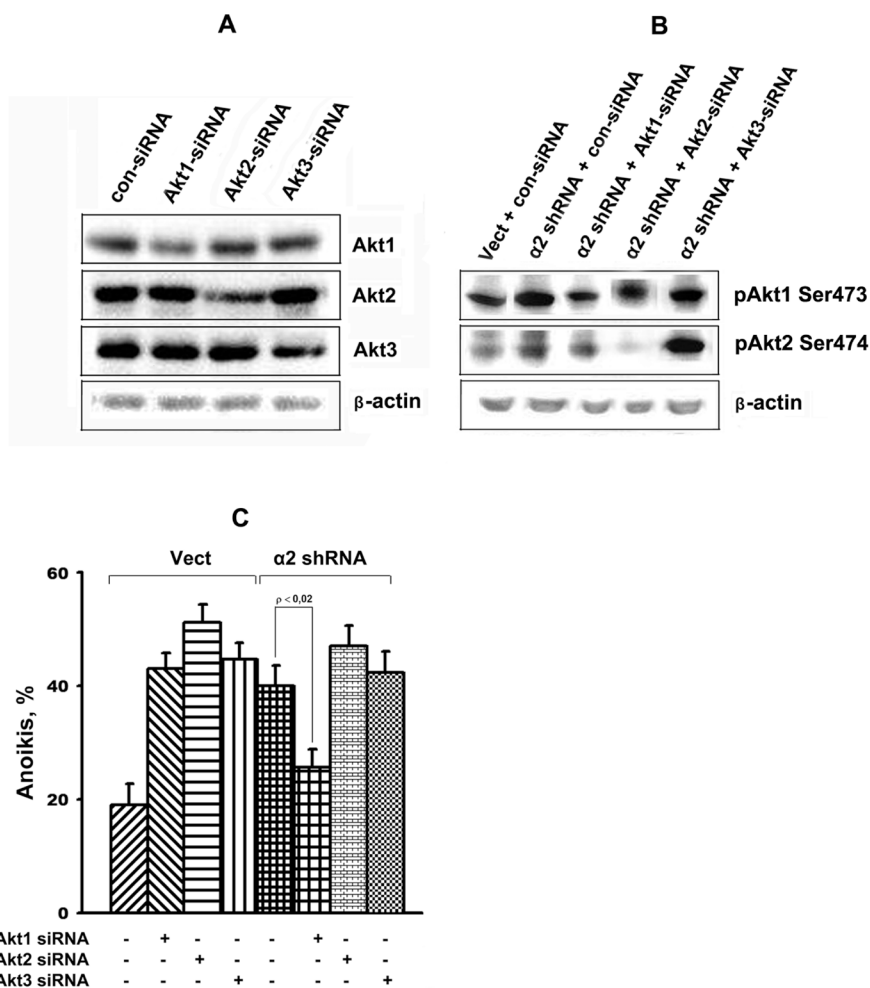 A
con-siRNA
Akt1-siRNA
Akt2-siRNA
Akt3-siRNA
Akt1
Akt2
Akt3
β-actin
B
Vect + con-siRNA
α2 shRNA + con-siRNA
α2 shRNA + Akt1-siRNA
α2 shRNA + Akt2-siRNA
α2 shRNA + Akt3-siRNA
pAkt1 Ser473
pAkt2 Ser474
β-actin
C
Vect α2 shRNA
ρ < 0,02
Anoikis, %
60
40
20
0
Akt1 siRNA - + - - - + - -
Akt2 siRNA - - + - - - + -
Akt3 siRNA - - - + - - - +